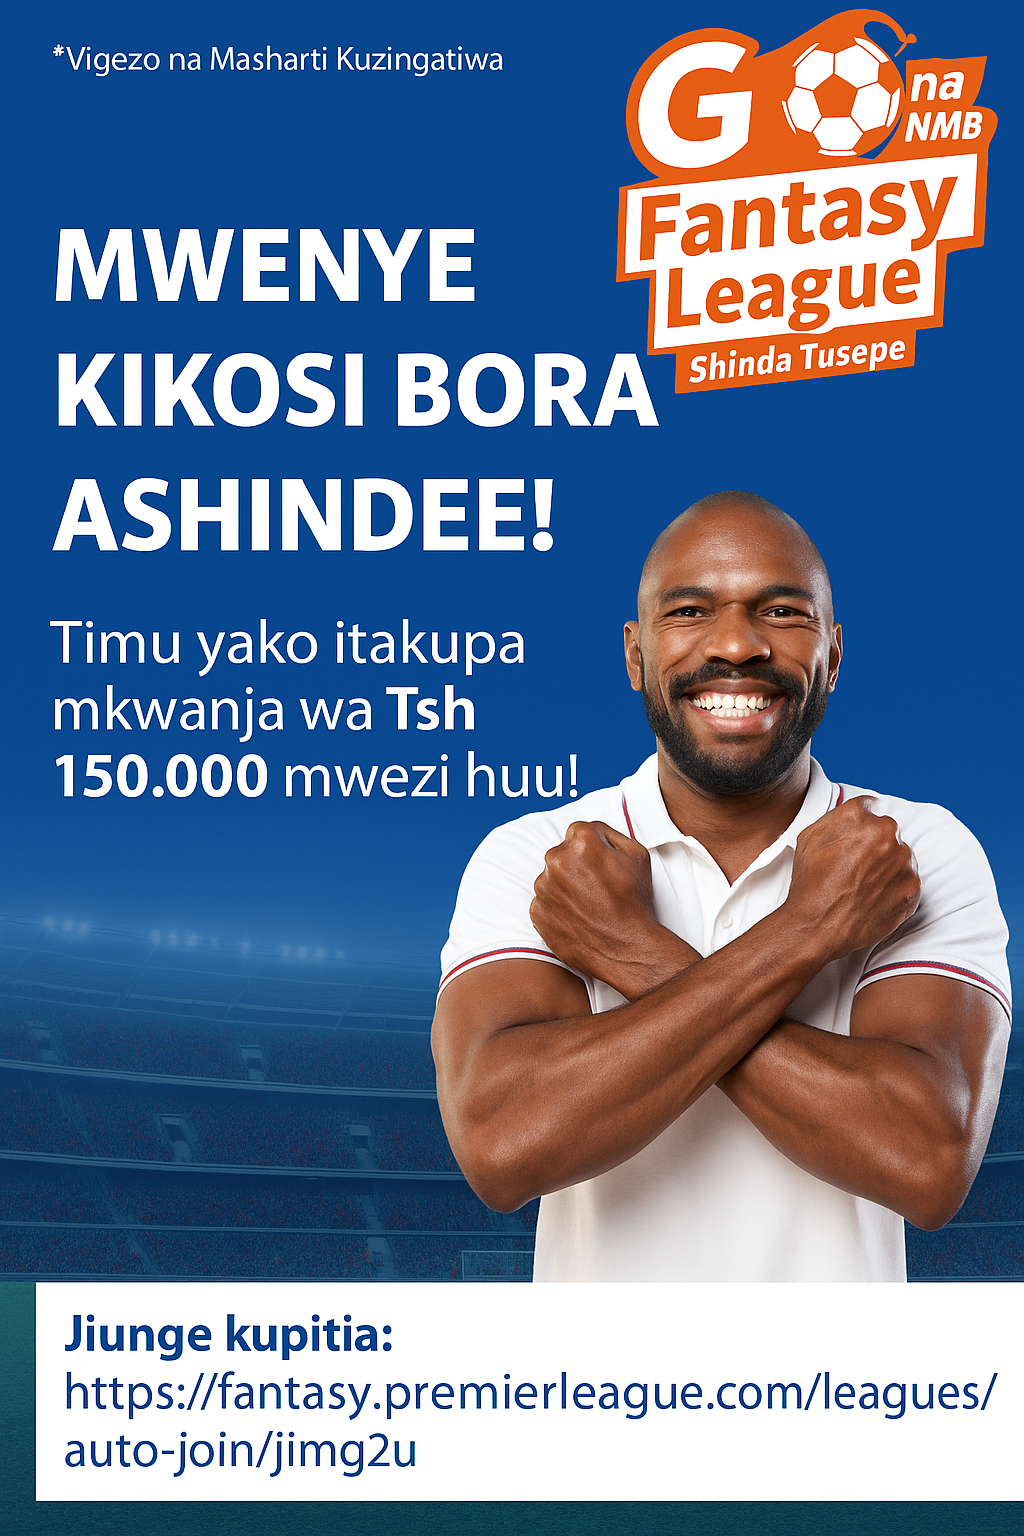 *Vigezo na Masharti Kuzingatiwa
GO na
NMB
Fantasy
League
Shinda Tusepe
MWENYE
KIKOSI BORA
ASHINDEE!
Timu yako itakupa
mkwanja wa Tsh
150.000 mwezi huu!
Jiunge kupitia:
https://fantasy.premierleague.com/leagues/
auto-join/jimg2u